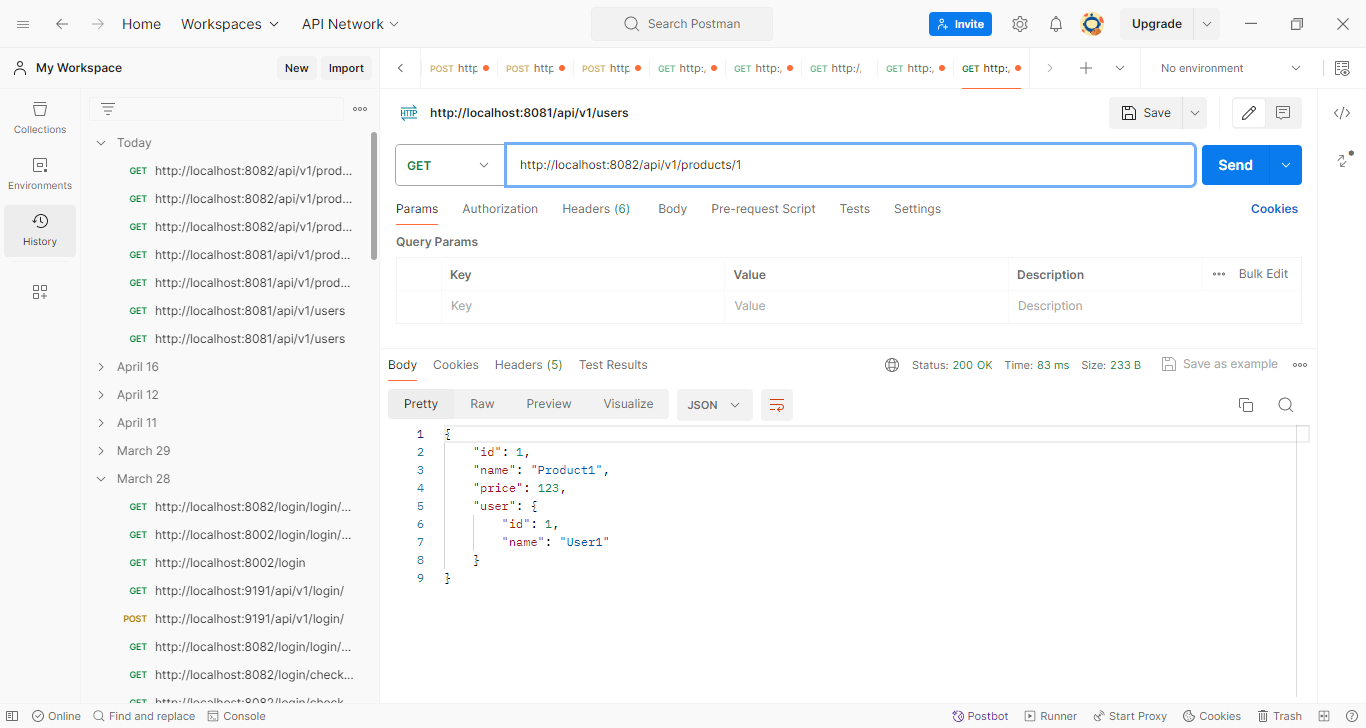 Home Workspaces API Network Search Postman Invite Upgrade
My Workspace New Import POST http POST http POST http GET http:, GET http:, GET http:/, GET http:, GET http:, No environment
Collections
Environments
History
Today
GET http://localhost:8082/api/v1/prod...
GET http://localhost:8082/api/v1/prod...
GET http://localhost:8082/api/v1/prod...
GET http://localhost:8081/api/v1/prod...
GET http://localhost:8081/api/v1/prod...
GET http://localhost:8081/api/v1/users
GET http://localhost:8081/api/v1/users
April 16
April 12
April 11
March 29
March 28
GET http://localhost:8082/login/login/...
GET http://localhost:8002/login/login/...
GET http://localhost:8002/login
GET http://localhost:9191/api/v1/login/
POST http://localhost:9191/api/v1/login/
GET http://localhost:8082/login/login/...
GET http://localhost:8082/login/check...
GET http://localhost:8082/login/check
HTTP http://localhost:8081/api/v1/users Save
GET http://localhost:8082/api/v1/products/1 Send
Params Authorization Headers (6) Body Pre-request Script Tests Settings Cookies
Query Params
Key Value Description Bulk Edit
Key Value Description
Body Cookies Headers (5) Test Results Status: 200 OK Time: 83 ms Size: 233 B Save as example
Pretty Raw Preview Visualize JSON
1 {
2 "id": 1,
3 "name": "Product1",
4 "price": 123,
5 "user": {
6 "id": 1,
7 "name": "User1"
8 }
9 }
Online Find and replace Console Postbot Runner Start Proxy Cookies Trash